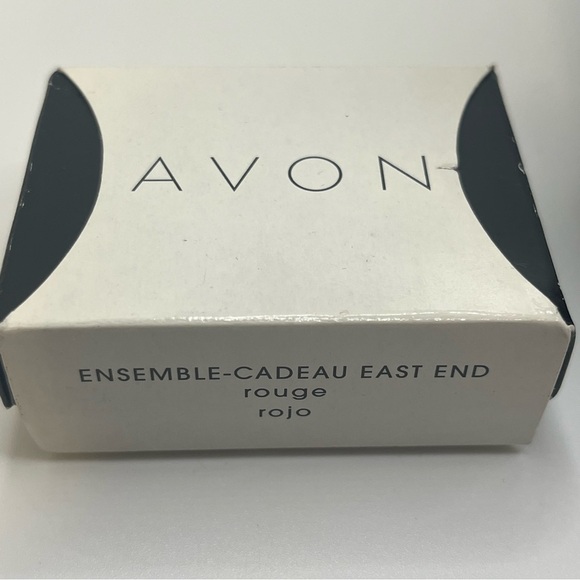 AVON
ENSEMBLE-CADEAU EAST END
rouge
rojo